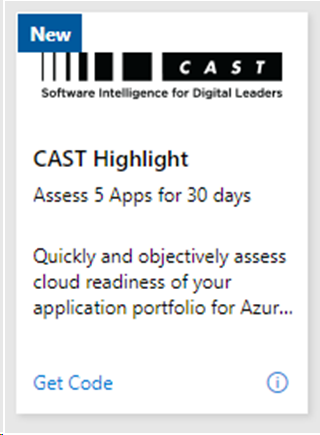 New
CAST
Software Intelligence for Digital Leaders
CAST Highlight
Assess 5 Apps for 30 days
Quickly and objectively assess
cloud readiness of your
application portfolio for Azur...
Get Code